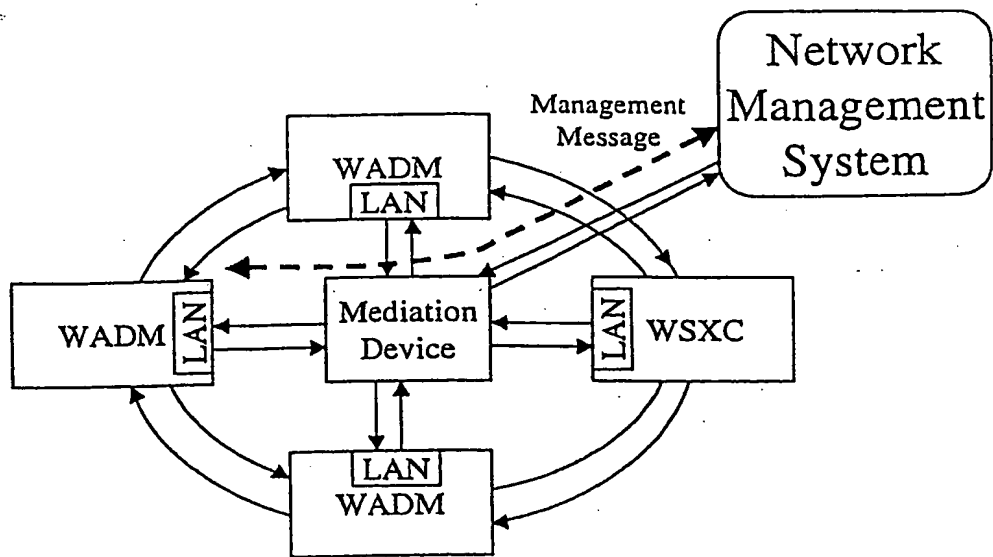 Network
Management
System
Management
Message
WADM
LAN
WADM
LAN
Mediation
Device
LAN
WSXC
LAN
WADM